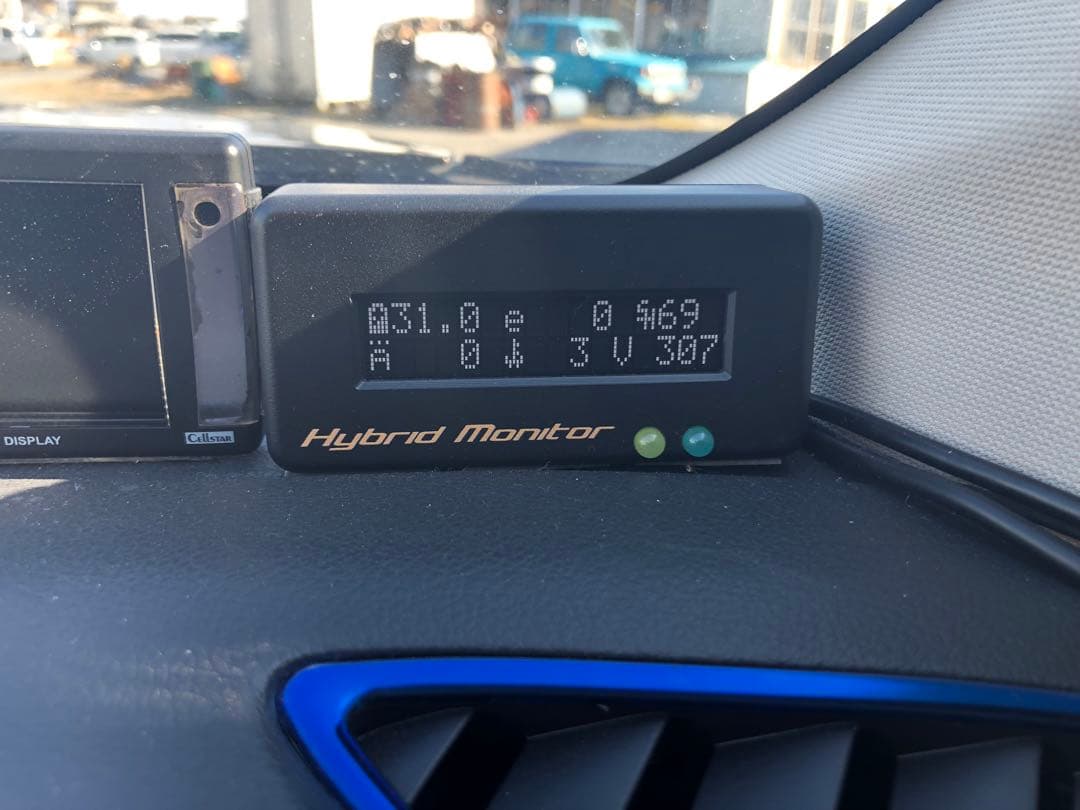 31.0 e 0 69
Ä 0 3 V 307
Hybrid Monitor
DISPLAY
CELLSTAR